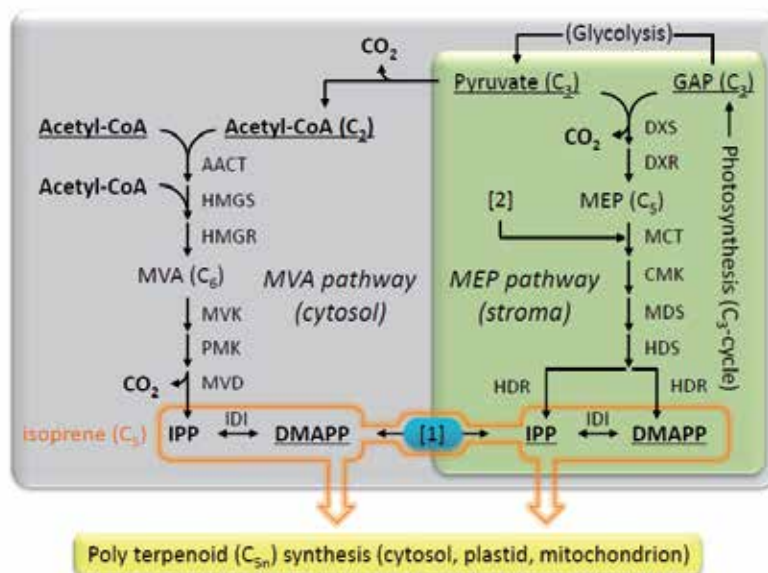 (Glycolysis)
CO₂
Pyruvate (C₃)
GAP (C₃)
Acetyl-CoA
Acetyl-CoA (C₂)
CO₂
DXS
AACT
DXR
Acetyl-CoA
HMGS
[2]
MEP (C₅)
HMGR
MCT
MVA (C₆)
MVA pathway
(cytosol)
MEP pathway
(stroma)
CMK
MVK
MDS
PMK
HDS
Photosynthesis (C₃-cycle)
CO₂
MVD
HDR
HDR
isoprene (C₅)
IPP
IDI
DMAPP
[1]
IPP
IDI
DMAPP
Poly terpenoid (C₅ₙ) synthesis (cytosol, plastid, mitochondrion)